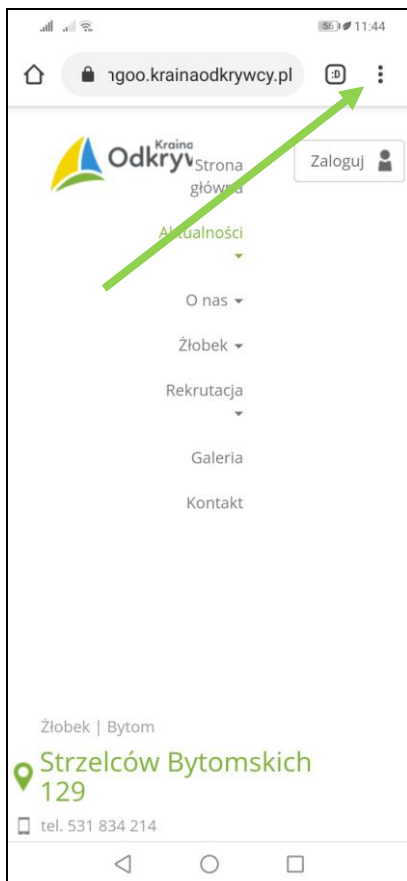 56 11:44
ngoo.krainaodkrywcy.pl :D
Kraina
Odkryw
Strona
główna
Zaloguj
Aktualności
O nas
Żłobek
Rekrutacja
Galeria
Kontakt
Żłobek | Bytom
Strzelców Bytomskich
129
tel. 531 834 214